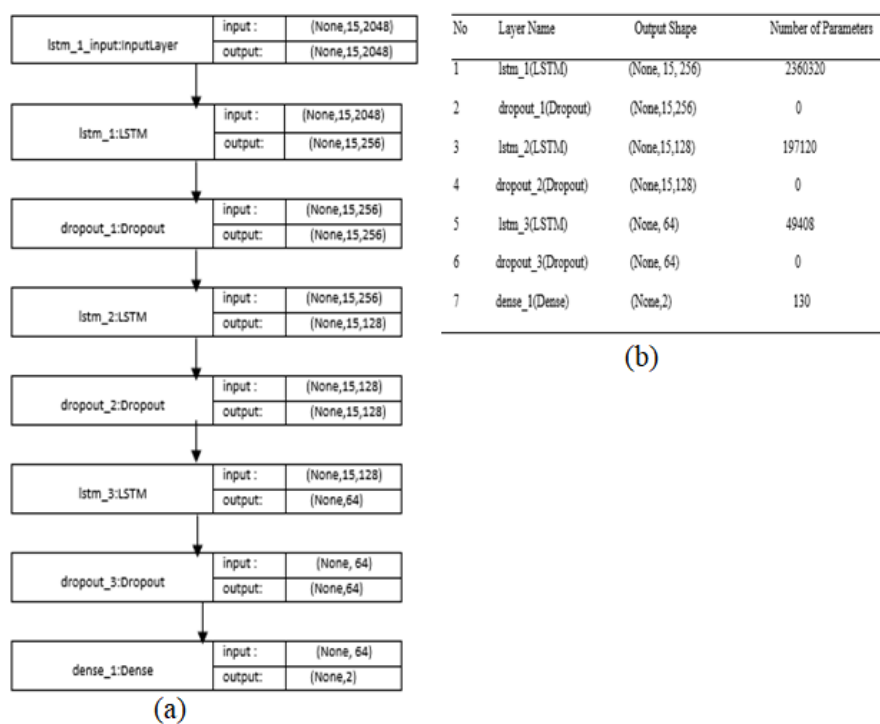 lstm_1_input:InputLayer
input : (None,15,2048)
output: (None,15,2048)
lstm_1:LSTM
input : (None,15,2048)
output: (None,15,256)
dropout_1:Dropout
input : (None,15,256)
output: (None,15,256)
lstm_2:LSTM
input : (None,15,256)
output: (None,15,128)
dropout_2:Dropout
input : (None,15,128)
output: (None,15,128)
lstm_3:LSTM
input : (None,15,128)
output: (None,64)
dropout_3:Dropout
input : (None, 64)
output: (None,64)
dense_1:Dense
input : (None, 64)
output: (None,2)
(a)
No Layer Name Output Shape Number of Parameters
1 lstm_1(LSTM) (None, 15, 256) 2360320
2 dropout_1(Dropout) (None,15,256) 0
3 lstm_2(LSTM) (None,15,128) 197120
4 dropout_2(Dropout) (None,15,128) 0
5 lstm_3(LSTM) (None, 64) 49408
6 dropout_3(Dropout) (None, 64) 0
7 dense_1(Dense) (None,2) 130
(b)